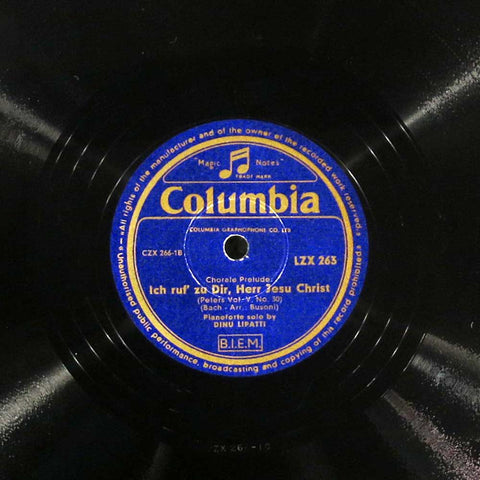 «All rights of the manufacturer and of the owner of the recorded work reserved.»
Magic Notes
TRADE MARK
Columbia
COLUMBIA GRAPHOPHONE CO. LTD
CZX 266-1B
LZX 263
Chorale Prelude:
Ich ruf' zu Dir, Herr Jesu Christ
(Peters Vol-V. No. 30)
(Bach - Arr.: Busoni)
Pianoforte solo by
DINU LIPATTI
B.I.E.M.
Unauthorised public performance, broadcasting and copying of this record prohibited.